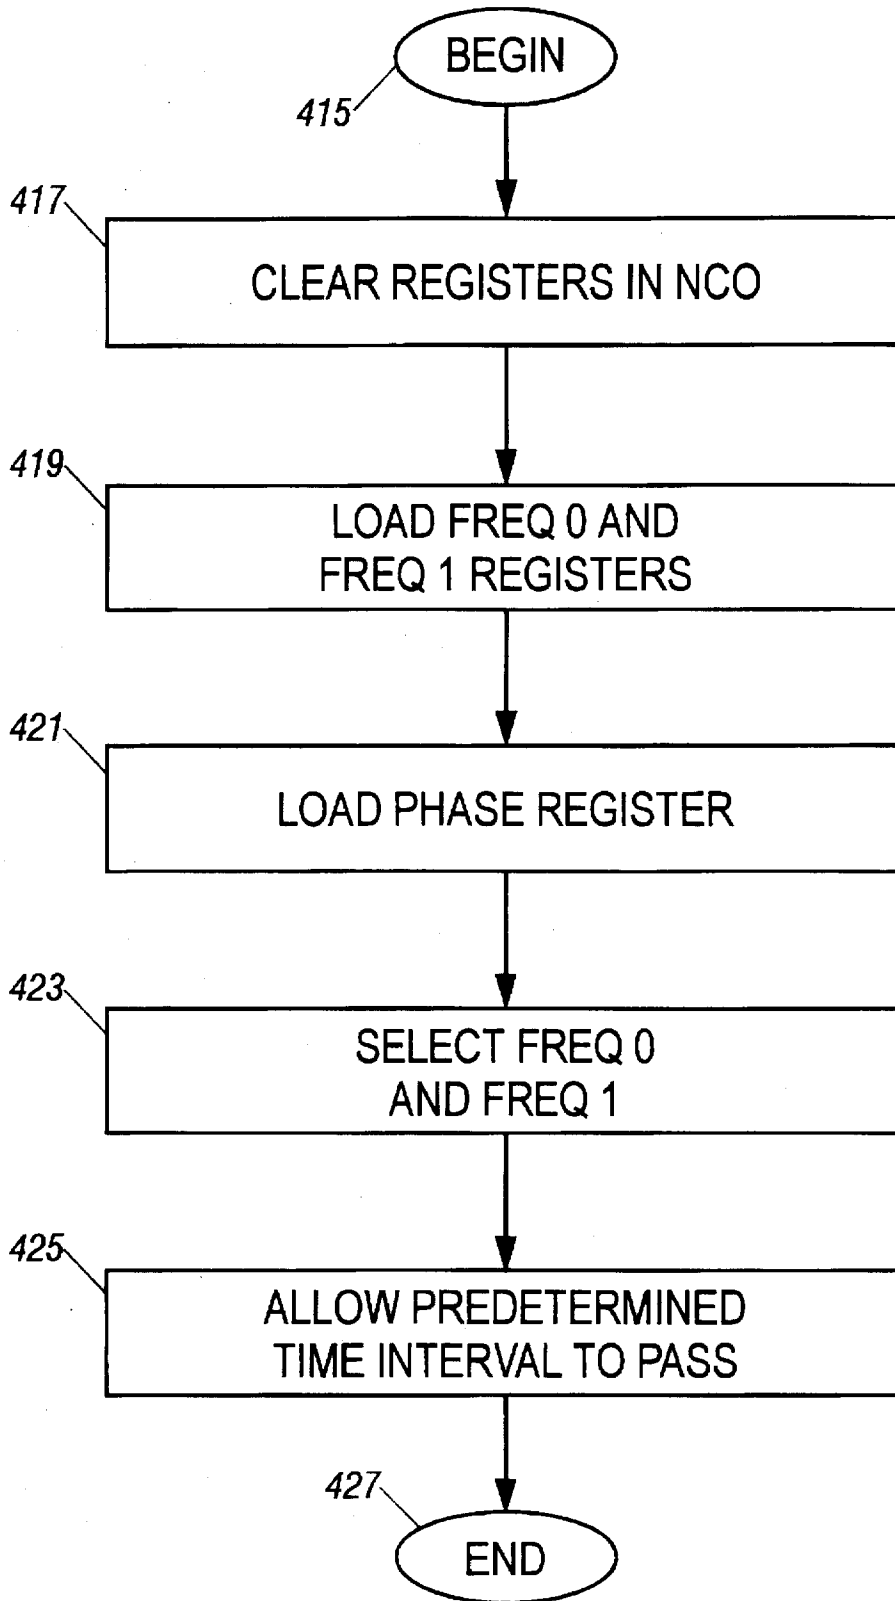 BEGIN
415
417
CLEAR REGISTERS IN NCO
419
LOAD FREQ 0 AND
FREQ 1 REGISTERS
421
LOAD PHASE REGISTER
423
SELECT FREQ 0
AND FREQ 1
425
ALLOW PREDETERMINED
TIME INTERVAL TO PASS
427
END